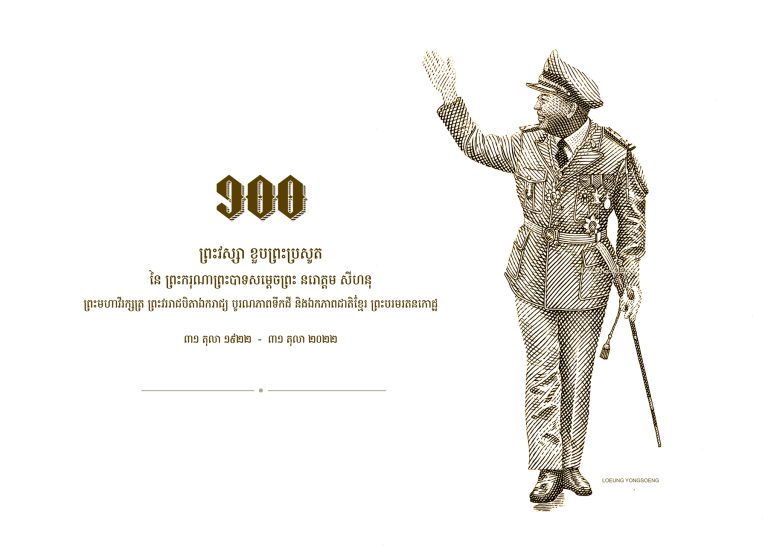 ១០០
ព្រះវស្សា ខួបព្រះប្រសូត
នៃ ព្រះករុណាព្រះបាទសម្តេចព្រះ នរោត្តម សីហនុ
ព្រះមហាវីរក្សត្រ ព្រះវររាជបិតាឯករាជ្យ បូរណភាពទឹកដី និងឯកភាពជាតិខ្មែរ ព្រះបរមរតនកោដ្ឋ
៣១ តុលា ១៩២២ - ៣១ តុលា ២០២២
LOEUNG YONGSOENG